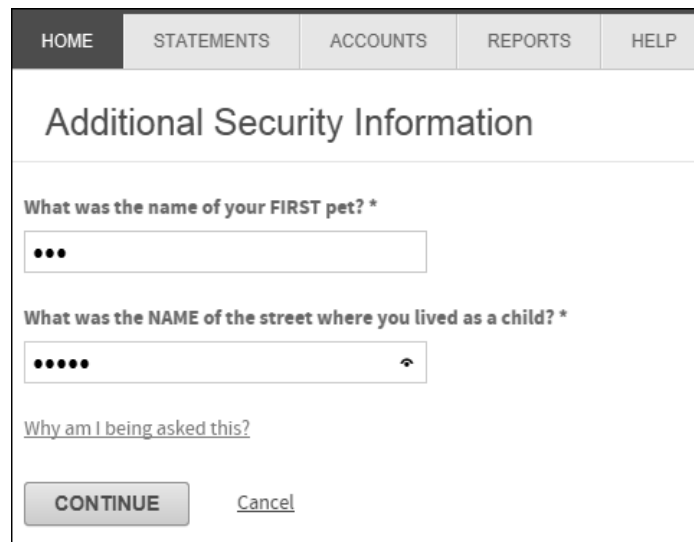 HOME STATEMENTS ACCOUNTS REPORTS HELP
Additional Security Information
What was the name of your FIRST pet? *
•••
What was the NAME of the street where you lived as a child? *
•••••
Why am I being asked this?
CONTINUE Cancel